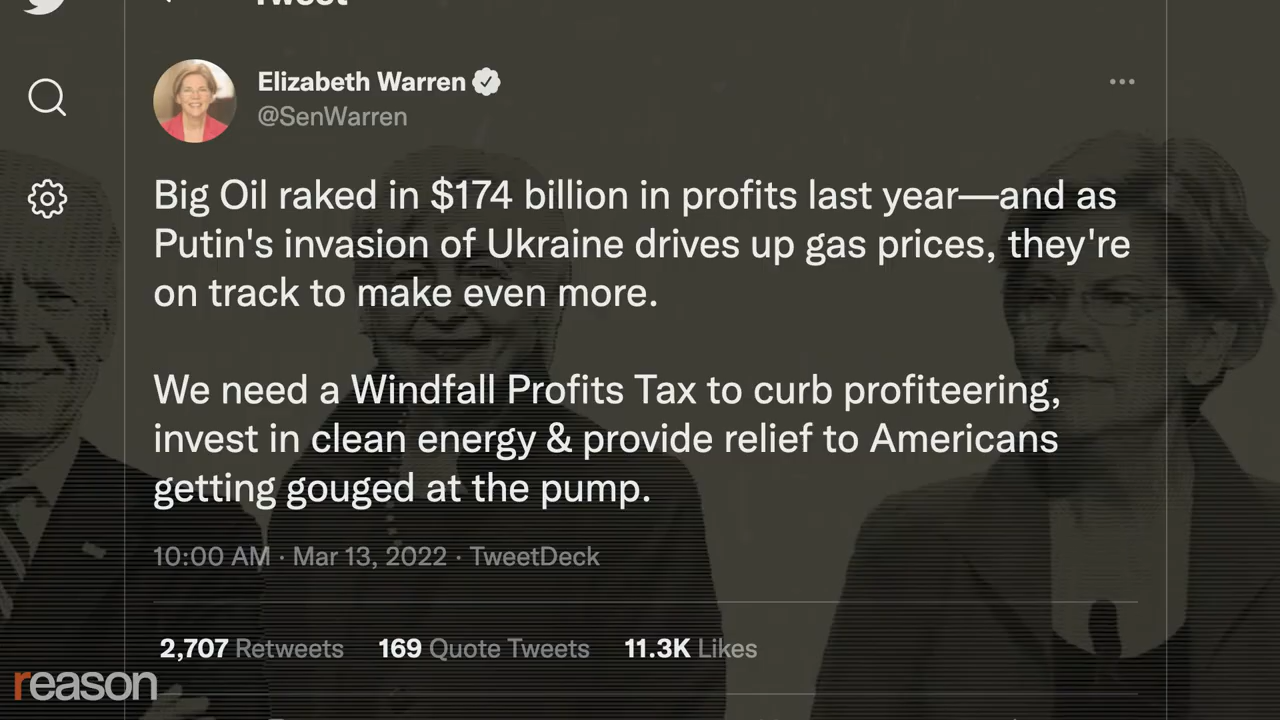 Tweet
Elizabeth Warren
@SenWarren
Big Oil raked in $174 billion in profits last year—and as
Putin's invasion of Ukraine drives up gas prices, they're
on track to make even more.
We need a Windfall Profits Tax to curb profiteering,
invest in clean energy & provide relief to Americans
getting gouged at the pump.
10:00 AM · Mar 13, 2022 · TweetDeck
2,707 Retweets 169 Quote Tweets 11.3K Likes
reason